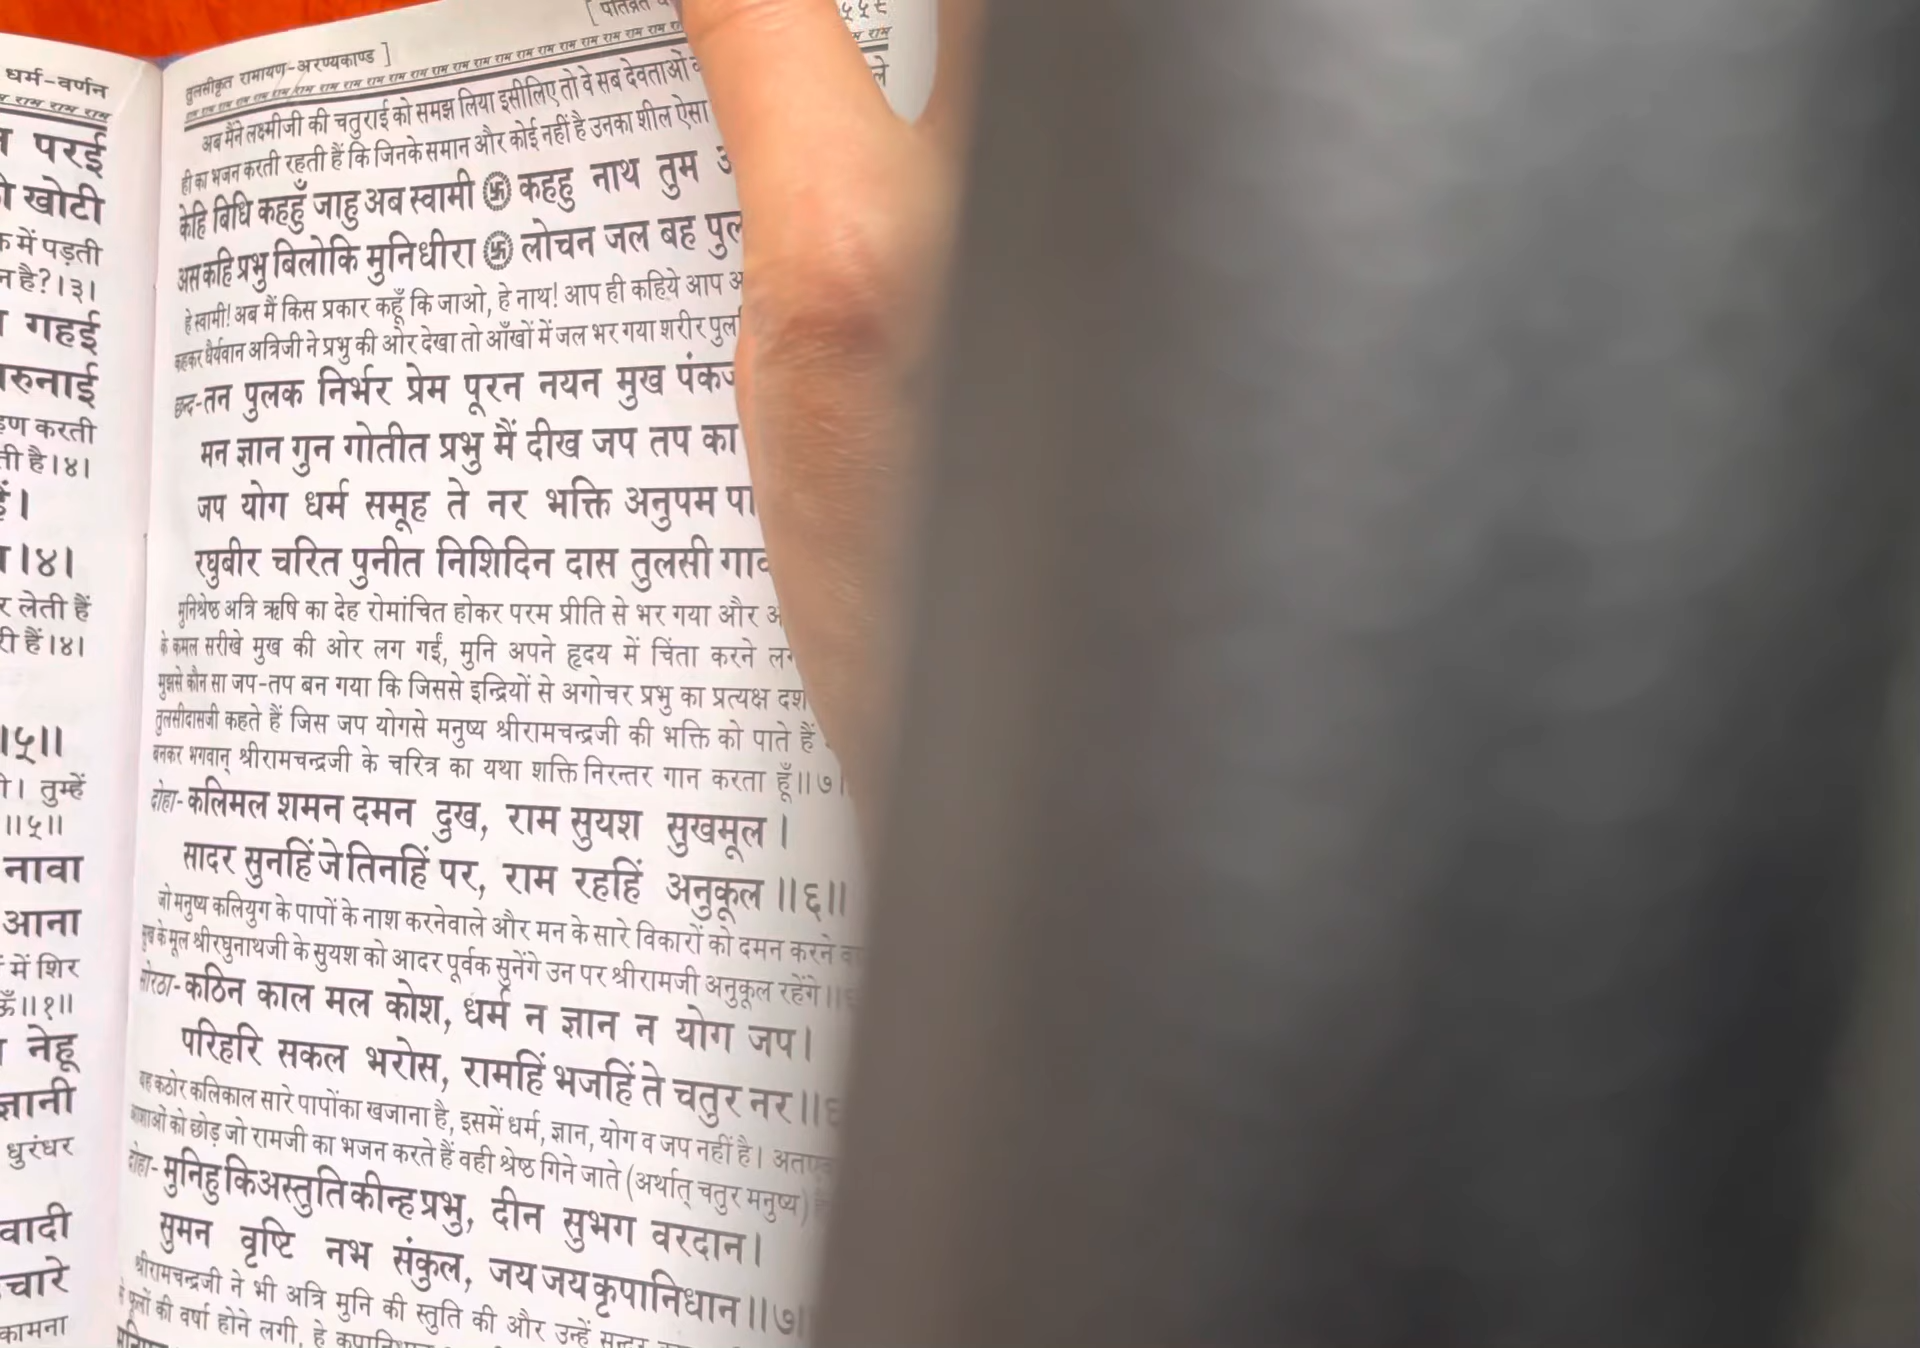 धर्म-वर्णन
राम राम राम राम
परई
खोटी
में पड़ती
है?।३।
गहई
करती
है।४।
।४।
लेती हैं
हैं।४।
॥५॥
तुम्हें
॥५॥
नावा
आना
में शिर
॥१॥
नेहू
ज्ञानी
धुरंधर
वादी
चारे
कामना
तुलसीकृत रामायण-अरण्यकाण्ड ]
५५९
राम राम राम राम राम राम राम राम राम राम राम राम राम राम राम राम राम राम राम राम
अब मैंने लक्ष्मीजी की चतुराई को समझ लिया इसीलिए तो वे सब देवताओं
ही का भजन करती रहती हैं कि जिनके समान और कोई नहीं है उनका शील ऐसा
केहि बिधि कहहुँ जाहु अब स्वामी 卐 कहहु नाथ तुम
अस कहि प्रभु बिलोकि मुनिधीरा 卐 लोचन जल बह
हे स्वामी! अब मैं किस प्रकार कहूँ कि जाओ, हे नाथ! आप ही कहिये आप
कहकर धैर्यवान अत्रिजी ने प्रभु की ओर देखा तो आँखों में जल भर गया शरीर
छन्द-तन पुलक निर्भर प्रेम पूरन नयन मुख
मन ज्ञान गुन गोतीत प्रभु मैं दीख जप तप
जप योग धर्म समूह ते नर भक्ति अनुपम
रघुबीर चरित पुनीत निशिदिन दास तुलसी
मुनिश्रेष्ठ अत्रि ऋषि का देह रोमांचित होकर परम प्रीति से भर गया और
के कमल सरीखे मुख की ओर लग गईं, मुनि अपने हृदय में चिंता करने
मुझसे कौन सा जप-तप बन गया कि जिससे इन्द्रियों से अगोचर प्रभु का प्रत्यक्ष
तुलसीदासजी कहते हैं जिस जप योगसे मनुष्य श्रीरामचन्द्रजी की भक्ति को पाते हैं
बनकर भगवान् श्रीरामचन्द्रजी के चरित्र का यथा शक्ति निरन्तर गान करता हूँ॥७॥
दोहा-कलिमल शमन दमन दुख, राम सुयश सुखमूल ।
सादर सुनहिं जे तिनहिं पर, राम रहहिं अनुकूल ॥६॥
जो मनुष्य कलियुग के पापों के नाश करनेवाले और मन के सारे विकारों को दमन करने
सुख के मूल श्रीरघुनाथजी के सुयश को आदर पूर्वक सुनेंगे उन पर श्रीरामजी अनुकूल रहेंगे
सोरठा-कठिन काल मल कोश, धर्म न ज्ञान न योग जप।
परिहरि सकल भरोस, रामहिं भजहिं ते चतुर नर
यह कठोर कलिकाल सारे पापोंका खजाना है, इसमें धर्म, ज्ञान, योग व जप नहीं है।
आशाओं को छोड़ जो रामजी का भजन करते हैं वही श्रेष्ठ गिने जाते (अर्थात् चतुर मनुष्य)
दोहा-मुनिहु कि अस्तुति कीन्ह प्रभु, दीन सुभग वरदान।
सुमन वृष्टि नभ संकुल, जय जय कृपानिधान॥७॥
श्रीरामचन्द्रजी ने भी अत्रि मुनि की स्तुति की और उन्हें सुन्दर
फूलों की वर्षा होने लगी, हे